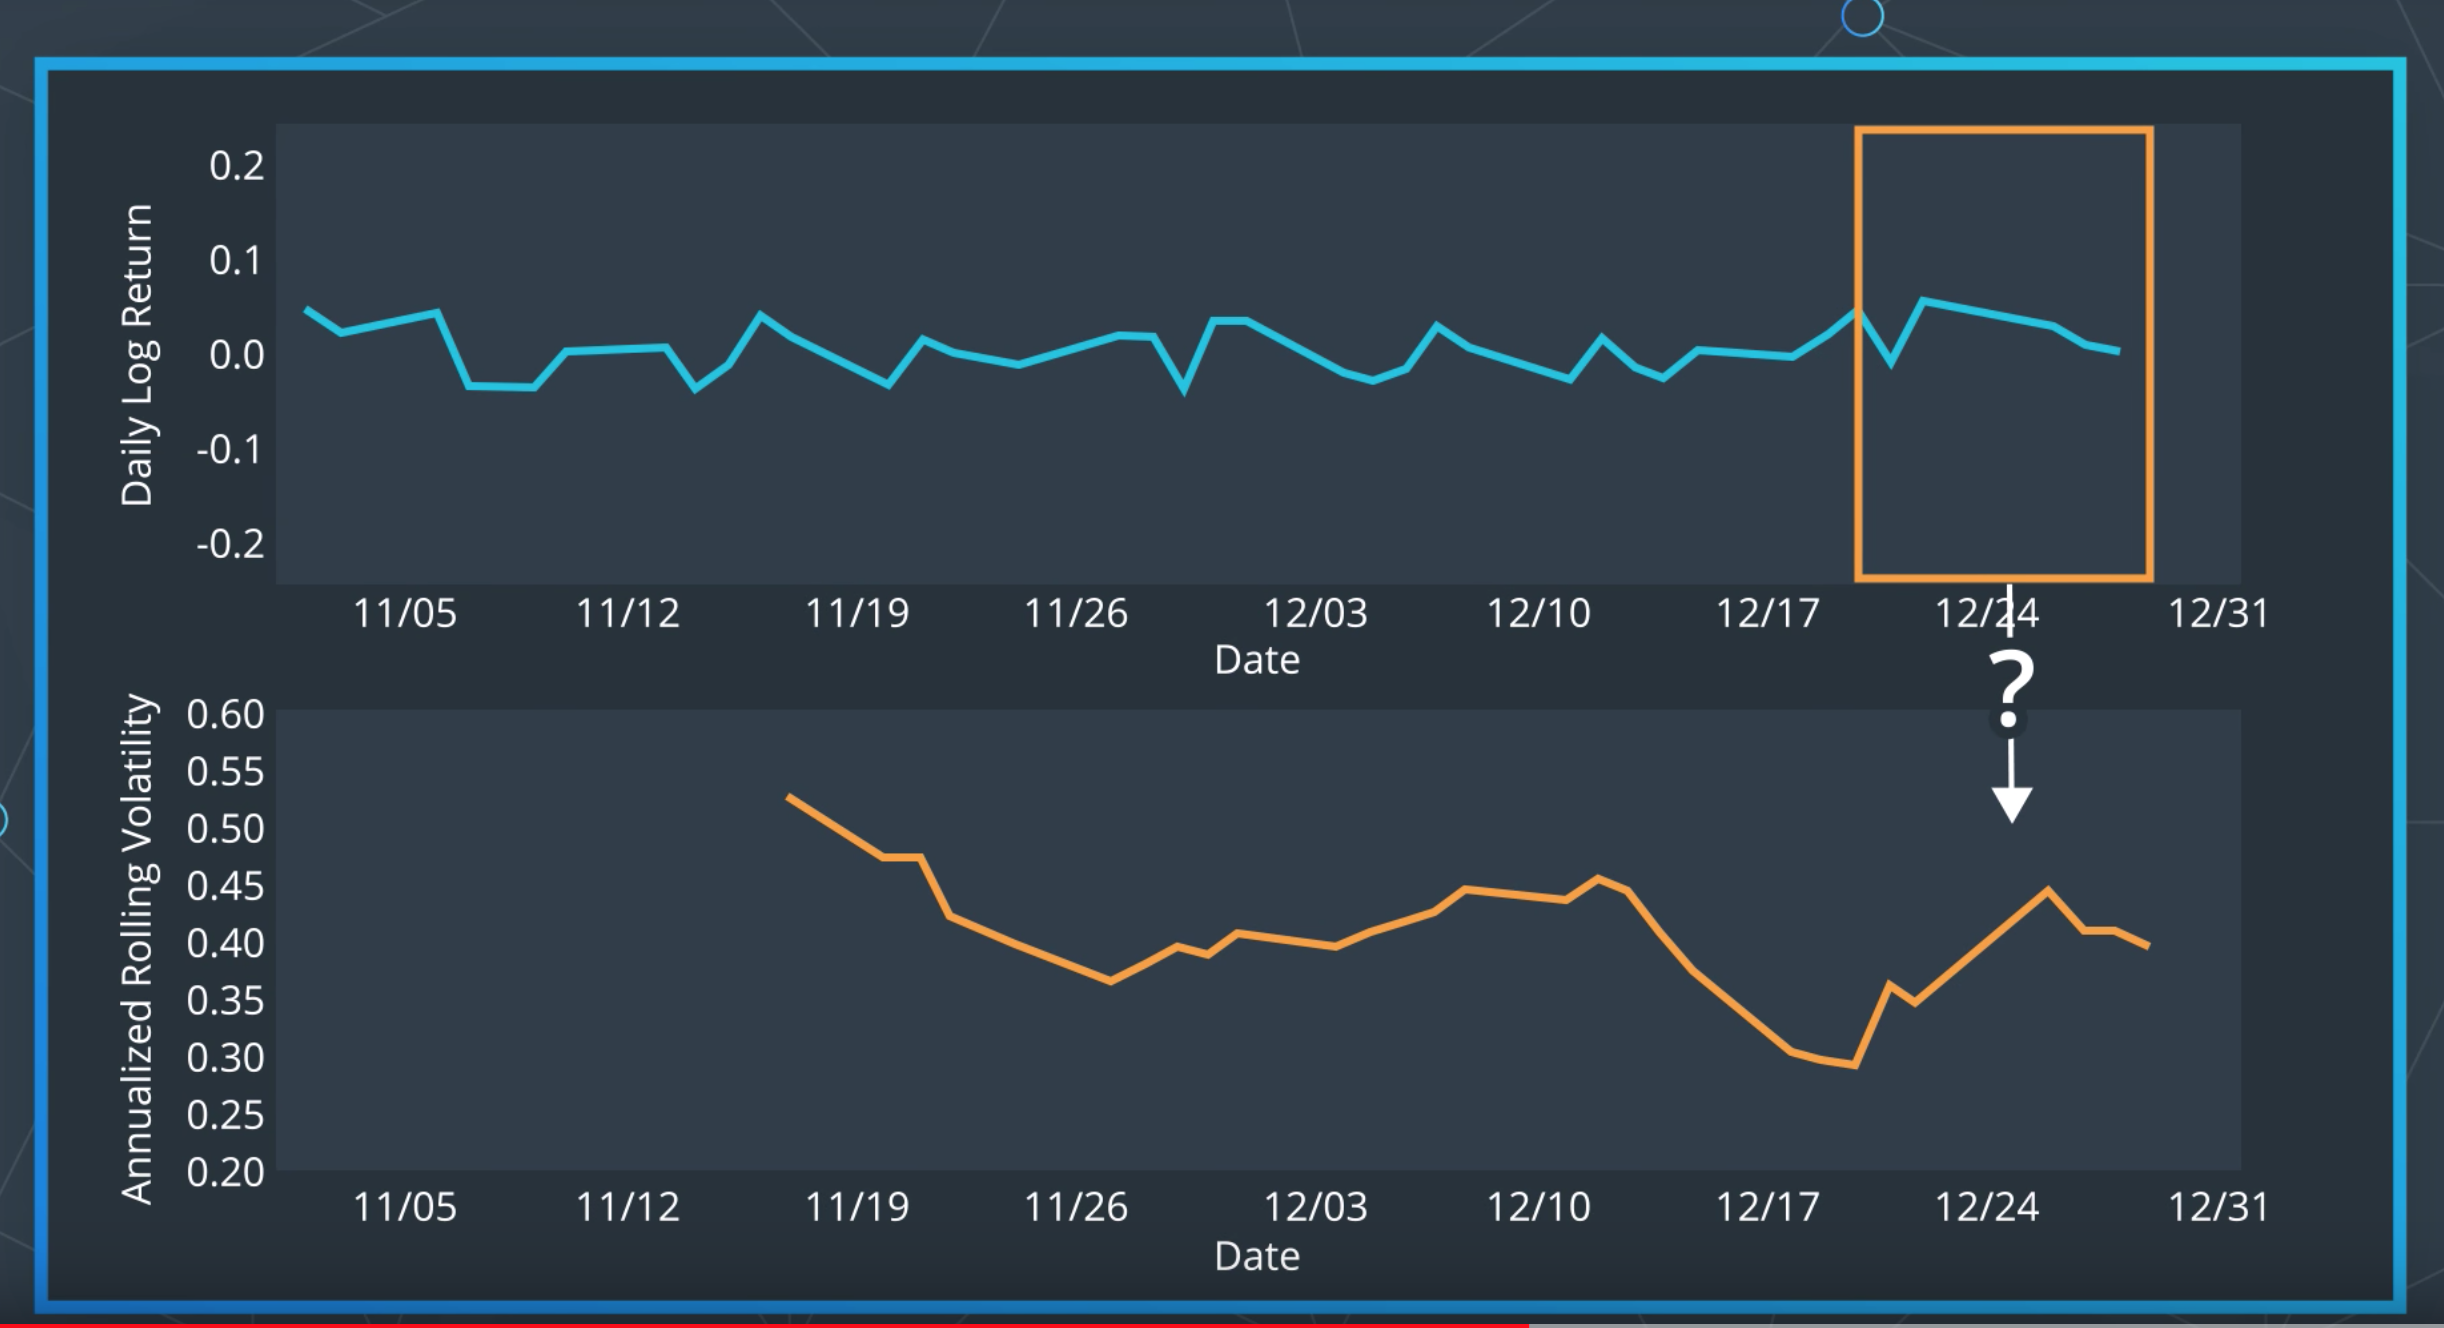 Daily Log Return
0.2
0.1
0.0
-0.1
-0.2
11/05 11/12 11/19 11/26 12/03 12/10 12/17 12/24 12/31
Date
?
Annualized Rolling Volatility
0.60
0.55
0.50
0.45
0.40
0.35
0.30
0.25
0.20
11/05 11/12 11/19 11/26 12/03 12/10 12/17 12/24 12/31
Date